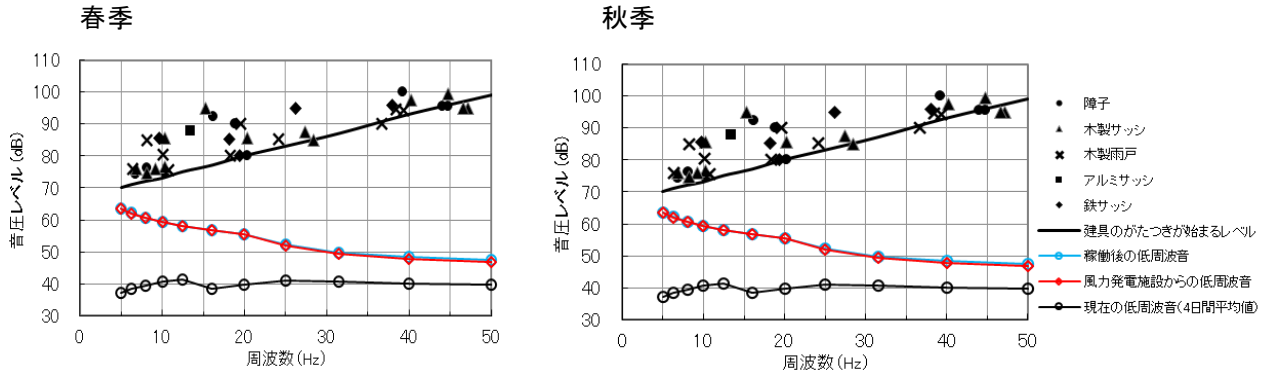 春季
110
100
90
80
70
60
50
40
30
0
10
20
30
40
50
音圧レベル(dB)
周波数(Hz)
秋季
110
100
90
80
70
60
50
40
30
0
10
20
30
40
50
音圧レベル(dB)
周波数(Hz)
障子
木製サッシ
木製雨戸
アルミサッシ
鉄サッシ
建具のがたつきが始まるレベル
稼働後の低周波音
風力発電施設からの低周波音
現在の低周波音(4日間平均値)